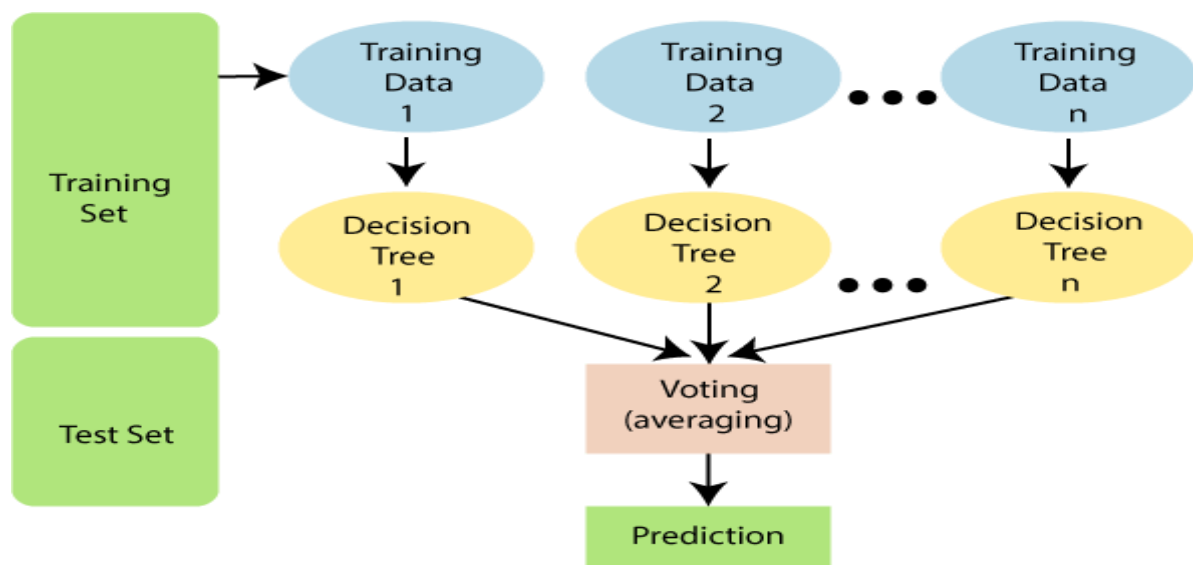 Training
Set
Test Set
Training
Data
1
Training
Data
2
Training
Data
n
Decision
Tree
1
Decision
Tree
2
Decision
Tree
n
Voting
(averaging)
Prediction